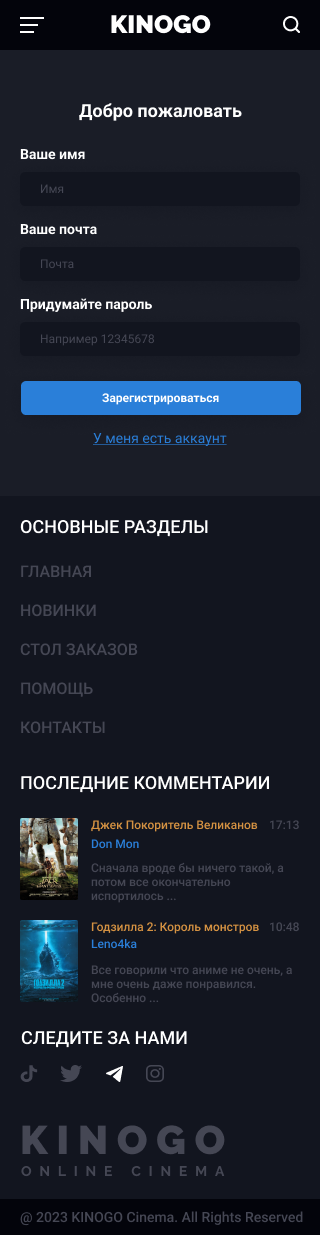 KINOGO
Добро пожаловать
Ваше имя
Имя
Ваше почта
Почта
Придумайте пароль
Например 12345678
Зарегистрироваться
У меня есть аккаунт
ОСНОВНЫЕ РАЗДЕЛЫ
ГЛАВНАЯ
НОВИНКИ
СТОЛ ЗАКАЗОВ
ПОМОЩЬ
КОНТАКТЫ
ПОСЛЕДНИЕ КОММЕНТАРИИ
Джек Покоритель Великанов 17:13
Don Mon
Сначала вроде бы ничего такой, а
потом все окончательно
испортилось ...
Годзилла 2: Король монстров 10:48
Leno4ka
Все говорили что аниме не очень, а
мне очень даже понравился.
Особенно ...
СЛЕДИТЕ ЗА НАМИ
KINOGO
ONLINE CINEMA
@ 2023 KINOGO Cinema. All Rights Reserved